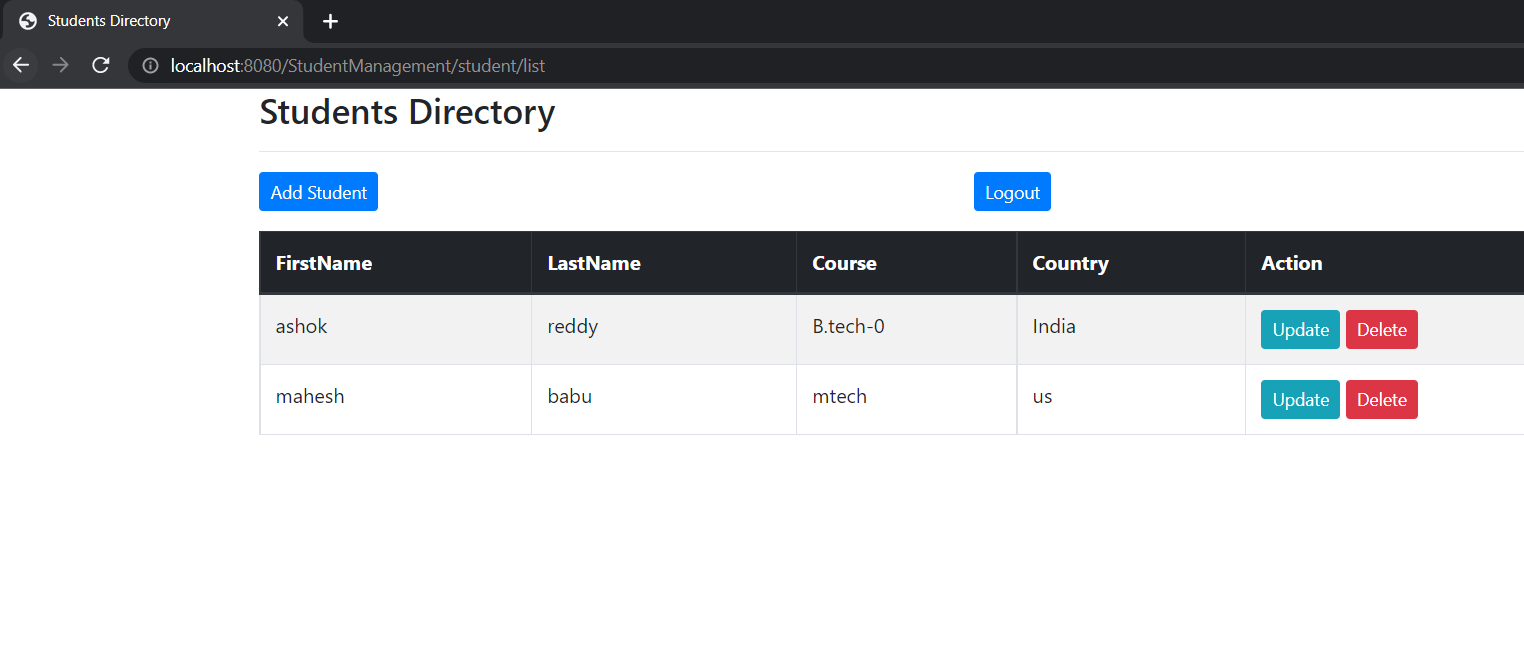 Students Directory
localhost:8080/StudentManagement/student/list
Students Directory
Add Student Logout
FirstName LastName Course Country Action
ashok reddy B.tech-0 India Update Delete
mahesh babu mtech us Update Delete